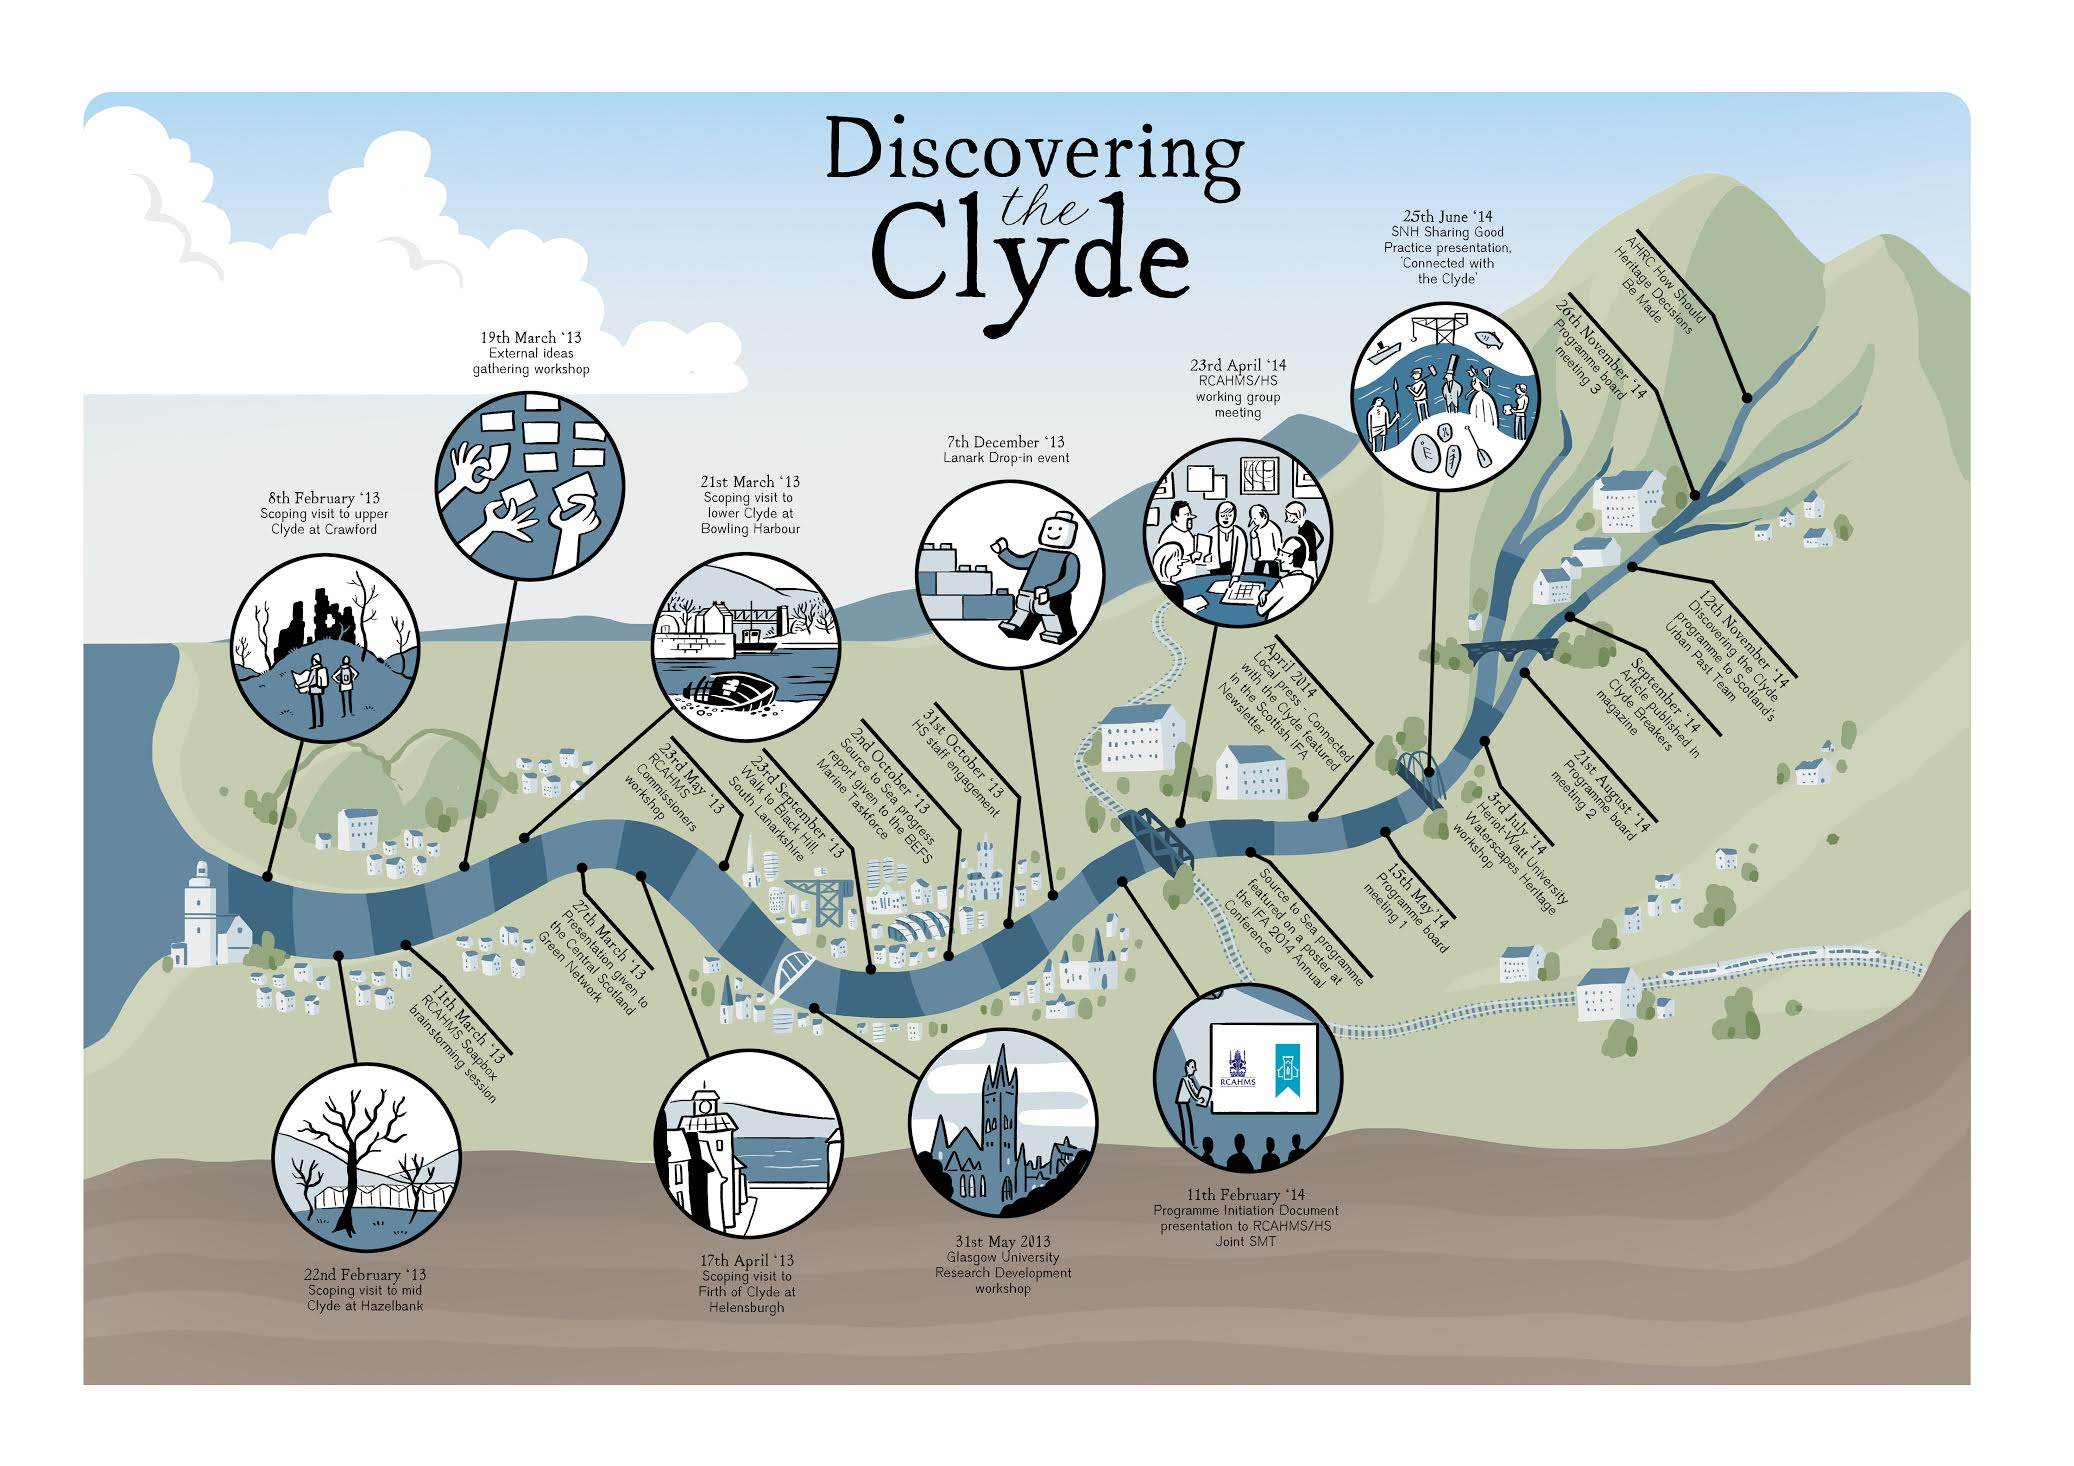 Discovering
the
Clyde
8th February ‘13
Scoping visit to upper
Clyde at Crawford
22nd February ‘13
Scoping visit to mid
Clyde at Hazelbank
11th March ‘13
RCAHMS Soapbox
brainstorming session
19th March ‘13
External ideas
gathering workshop
21st March ‘13
Scoping visit to
lower Clyde at
Bowling Harbour
27th March ‘13
Presentation given to
the Central Scotland
Green Network
17th April ‘13
Scoping visit to
Firth of Clyde at
Helensburgh
23rd May ‘13
RCAHMS
Commissioners
workshop
31st May 2013
Glasgow University
Research Development
workshop
23rd September ‘13
Walk to Black Hill,
South Lanarkshire
2nd October ‘13
Source to Sea progress
report given to the BEFS
Marine Taskforce
31st October ‘13
HS staff engagement
7th December ‘13
Lanark Drop-in event
11th February ‘14
Programme Initiation Document
presentation to RCAHMS/HS
Joint SMT
RCAHMS
23rd April ‘14
RCAHMS/HS
working group
meeting
Source to Sea programme
featured on a poster at
the IFA 2014 Annual
Conference
April 2014
Local press - Connected
with the Clyde featured
in the Scottish IFA
Newsletter
15th May‘14
Programme board
meeting 1
25th June ‘14
SNH Sharing Good
Practice presentation,
‘Connected with
the Clyde’
3rd July ‘14
Heriot-Watt University
Waterscapes Heritage
workshop
21st August ‘14
Programme board
meeting 2
September ‘14
Article published in
Clyde Breakers
magazine
12th November ‘14
Discovering the Clyde
programme to Scotland's
Urban Past Team
26th November ‘14
Programme board
meeting 3
AHRC How Should
Heritage Decisions
Be Made